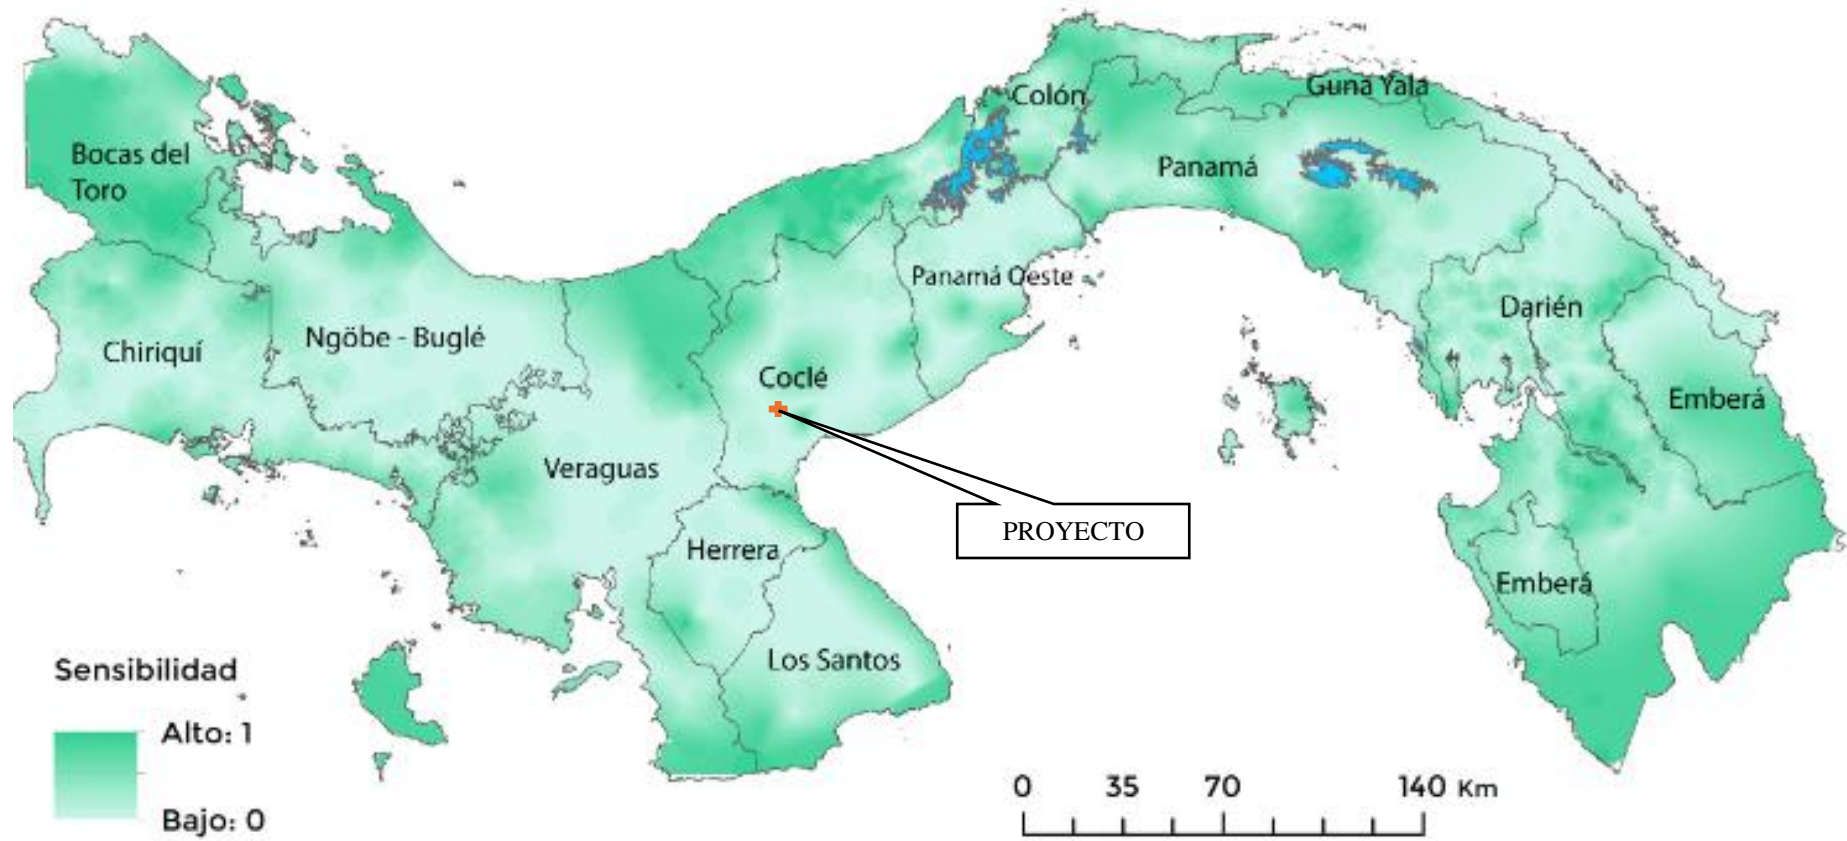 Guna Yala
Colón
Bocas del
Toro
Panamá
Panamá Oeste
Darién
Ngöbe - Buglé
Chiriquí
Coclé
Emberá
Veraguas
PROYECTO
Herrera
Emberá
Los Santos
Sensibilidad
Alto: 1
Bajo: 0
0 35 70 140 Km